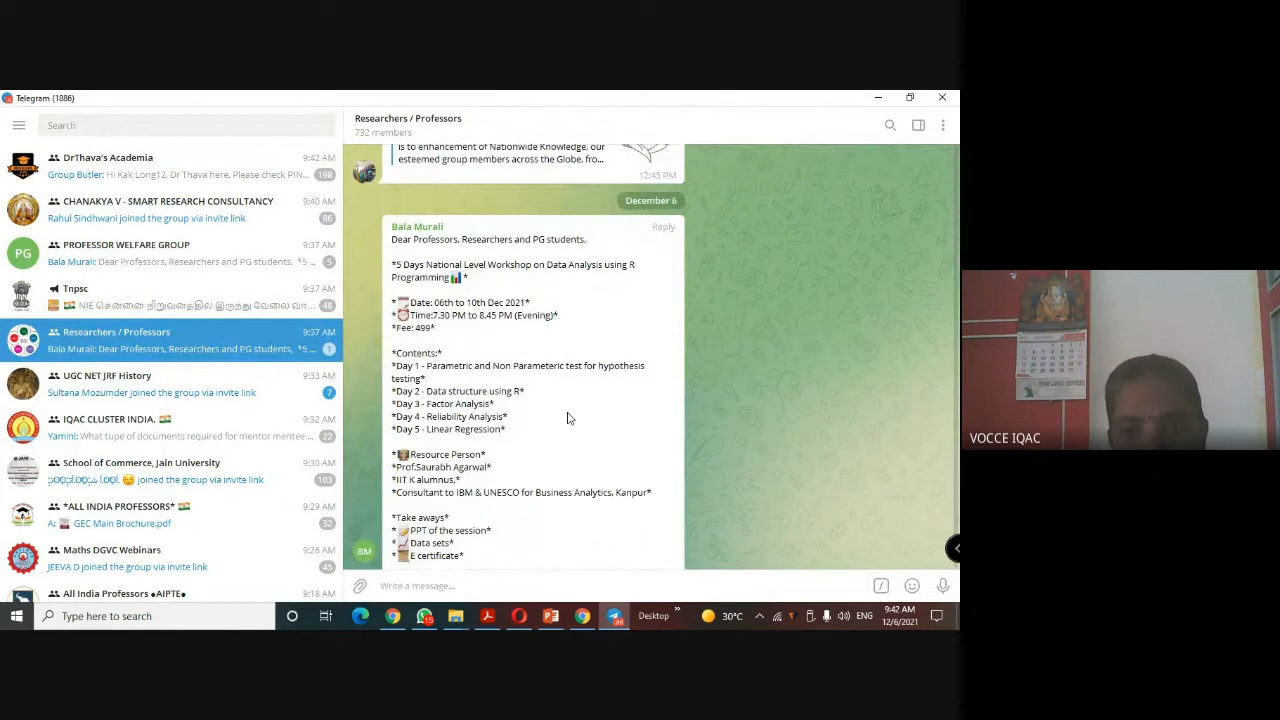 Telegram (1886)
Search
DrThava's Academia 9:42 AM
Group Butler: Hi Kak Long12, Dr Thava here. Please check PIN... 198
CHANAKYA V - SMART RESEARCH CONSULTANCY 9:40 AM
Rahul Sindhwani joined the group via invite link 86
PG
PROFESSOR WELFARE GROUP 9:37 AM
Bala Murali: Dear Professors, Researchers and PG students, *5 ... 5
Tnpsc 9:37 AM
NIE சென்னை நிறுவனத்தில் இருந்து வேலை வா... 48
Researchers / Professors 9:37 AM
Bala Murali: Dear Professors, Researchers and PG students, *5 ... 1
UGC NET JRF History 9:33 AM
Sultana Mozumder joined the group via invite link 7
IQAC CLUSTER INDIA. 9:32 AM
Yamini: What tupe of documents required for mentor mentee ... 22
School of Commerce, Jain University 9:30 AM
joined the group via invite link 103
*ALL INDIA PROFESSORS* 9:29 AM
A: GEC Main Brochure.pdf 32
Maths DGVC Webinars 9:26 AM
JEEVA D joined the group via invite link 45
All India Professors ●AIPTE● 9:18 AM
Researchers / Professors
732 members
is to enhancement of Nationwide Knowledge, our
esteemed group members across the Globe, fro...
12:45 PM
December 6
Bala Murali Reply
Dear Professors, Researchers and PG students,
*5 Days National Level Workshop on Data Analysis using R
Programming📊*
*🗓Date: 06th to 10th Dec 2021*
*⏰Time:7.30 PM to 8.45 PM (Evening)*
*Fee: 499*
*Contents:*
*Day 1 - Parametric and Non Parameteric test for hypothesis
testing*
*Day 2 - Data structure using R*
*Day 3 - Factor Analysis*
*Day 4 - Reliability Analysis*
*Day 5 - Linear Regression*
*Resource Person*
*Prof.Saurabh Agarwal*
*IIT K alumnus,*
*Consultant to IBM & UNESCO for Business Analytics, Kanpur*
*Take aways*
*📝PPT of the session*
*📈Data sets*
*📜E certificate*
BM
Write a message...
Type here to search
15
86
Desktop
30°C
ENG
9:42 AM
12/6/2021
VOCCE IQAC